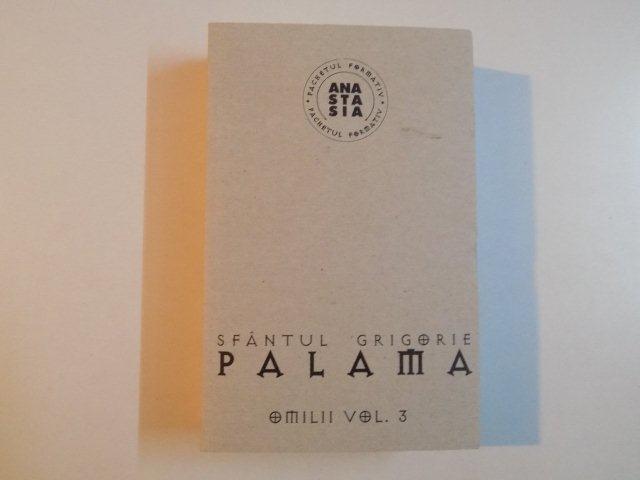 PACHETUL FORMATIV
ANA
STA
SIA
PACHETUL FORMATIV
SFÂNTUL GRIGORIE
PALAMA
OMILII VOL. 3